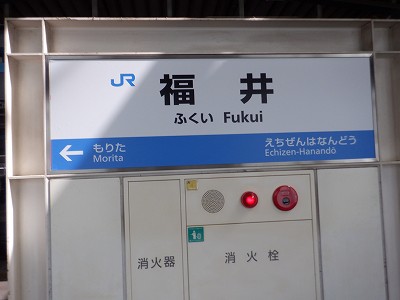 JR 福井
ふくい Fukui
← もりた
Morita
えちぜんはなんどう
Echizen-Hanandō
消火器
消火栓